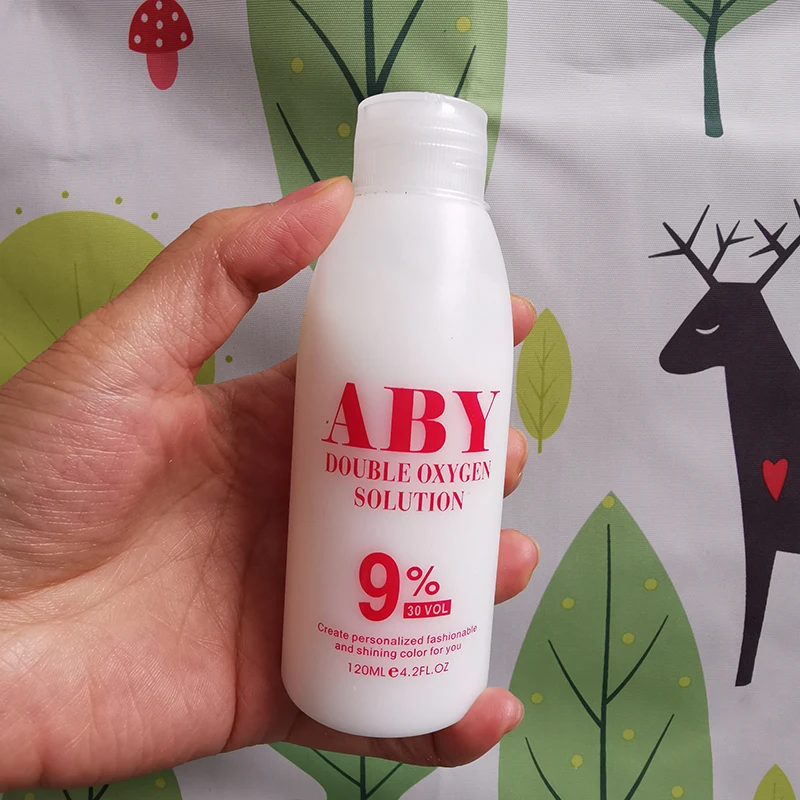 ABY
DOUBLE OXYGEN
SOLUTION
9%
30 VOL
Create personalized fashionable
and shining color for you
120ML℮4.2FL.OZ